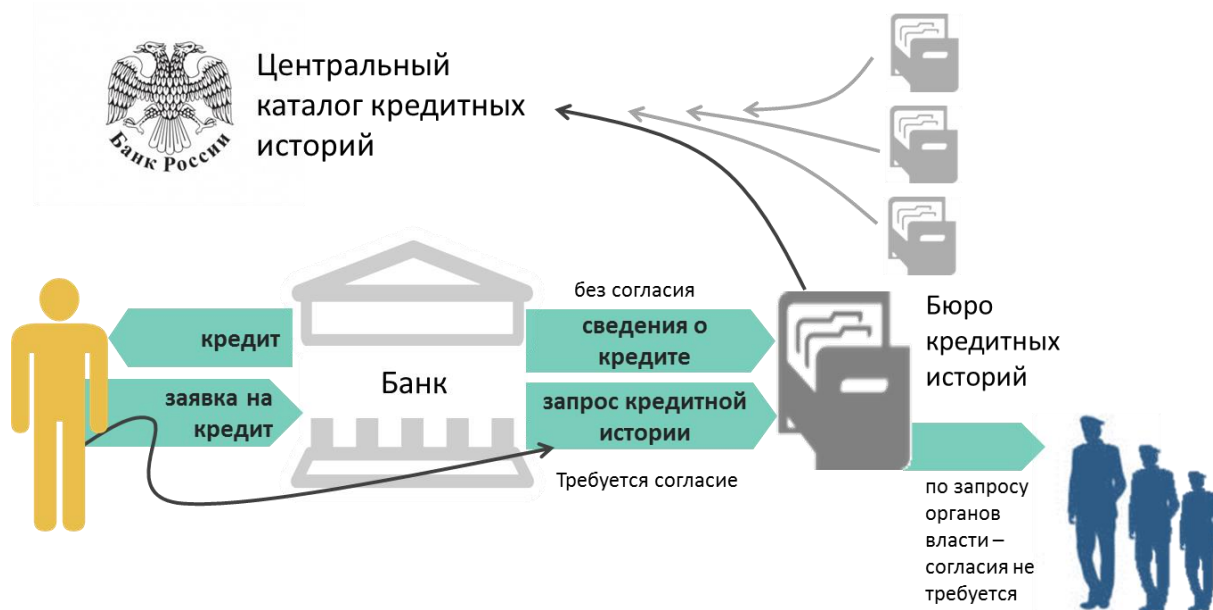 Центральный
каталог кредитных
историй
Банк России
кредит
заявка на
кредит
Банк
без согласия
сведения о
кредите
запрос кредитной
истории
Требуется согласие
Бюро
кредитных
историй
по запросу
органов
власти –
согласия не
требуется